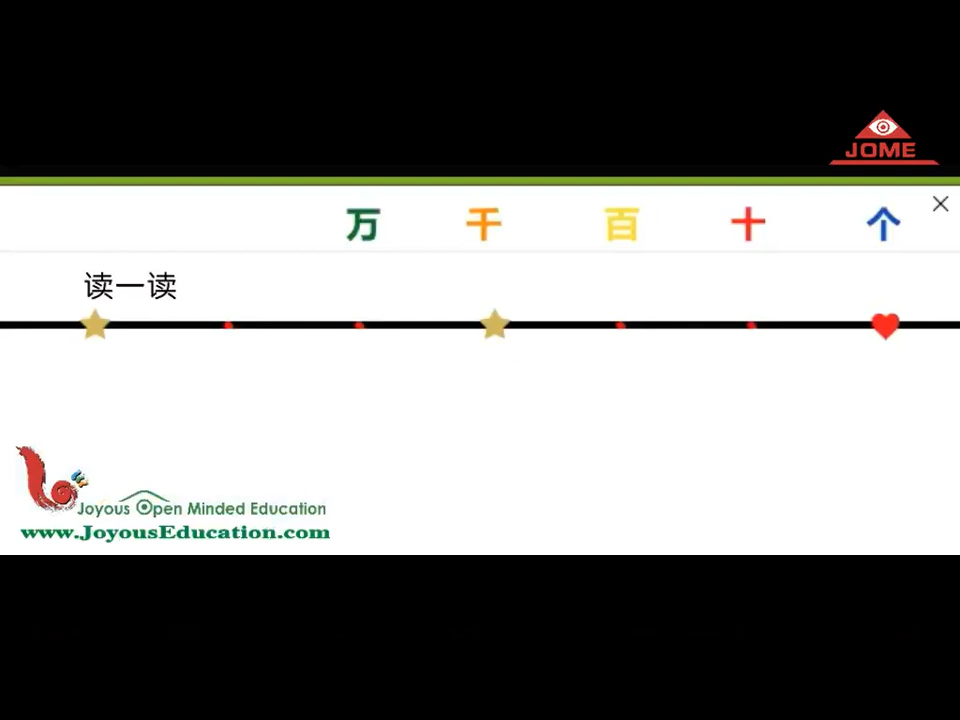 JOME
万 千 百 十 个
读一读
Joyous Open Minded Education
www.JoyousEducation.com